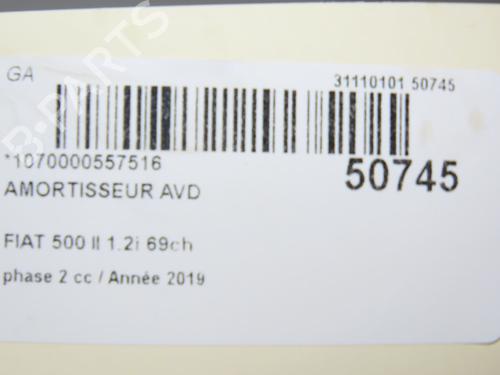 GA
31110101 50745
*1070000557516
50745
AMORTISSEUR AVD
FIAT 500 II 1.2i 69ch
phase 2 cc / Année 2019
B-PARTS